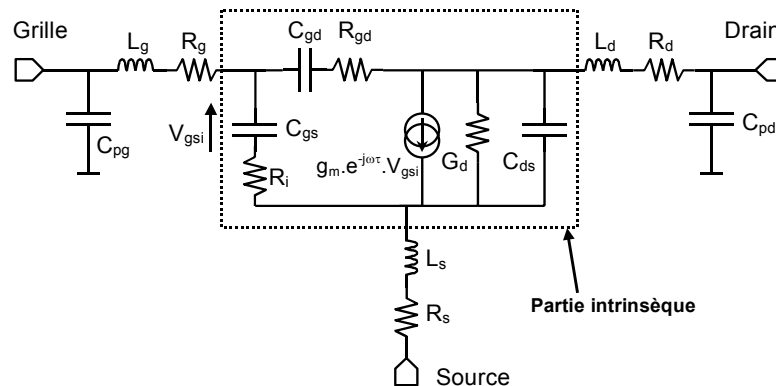 Grille
Drain
L_g
R_g
C_gd
R_gd
L_d
R_d
C_pg
V_gsi
C_gs
R_i
g_m.e^-jωτ.V_gsi
G_d
C_ds
C_pd
L_s
R_s
Partie intrinsèque
Source